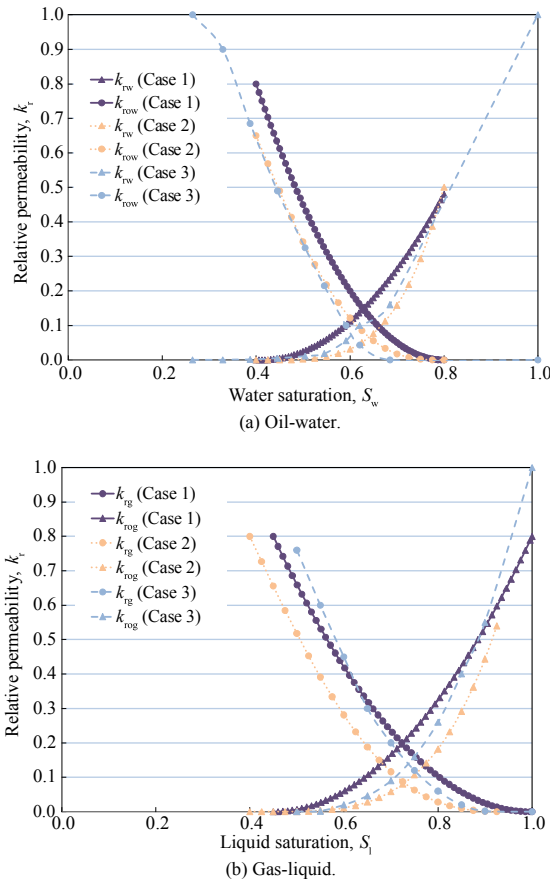 1.0
0.9
0.8
0.7
0.6
0.5
0.4
0.3
0.2
0.1
0.0
Relative permeability, kr
krw (Case 1)
krow (Case 1)
krw (Case 2)
krow (Case 2)
krw (Case 3)
krow (Case 3)
0.0 0.2 0.4 0.6 0.8 1.0
Water saturation, Sw
(a) Oil-water.
1.0
0.9
0.8
0.7
0.6
0.5
0.4
0.3
0.2
0.1
0.0
Relative permeability, kr
krg (Case 1)
krog (Case 1)
krg (Case 2)
krog (Case 2)
krg (Case 3)
krog (Case 3)
0.0 0.2 0.4 0.6 0.8 1.0
Liquid saturation, Sl
(b) Gas-liquid.